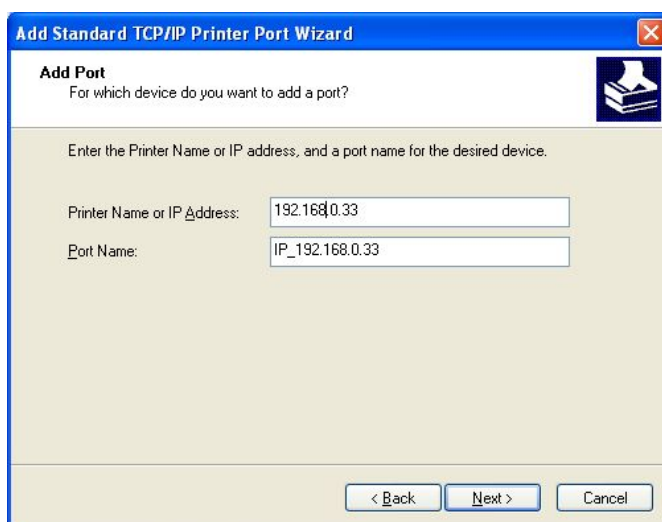 Add Standard TCP/IP Printer Port Wizard
Add Port
For which device do you want to add a port?
Enter the Printer Name or IP address, and a port name for the desired device.
Printer Name or IP Address: 192.168.0.33
Port Name: IP_192.168.0.33
< Back Next > Cancel